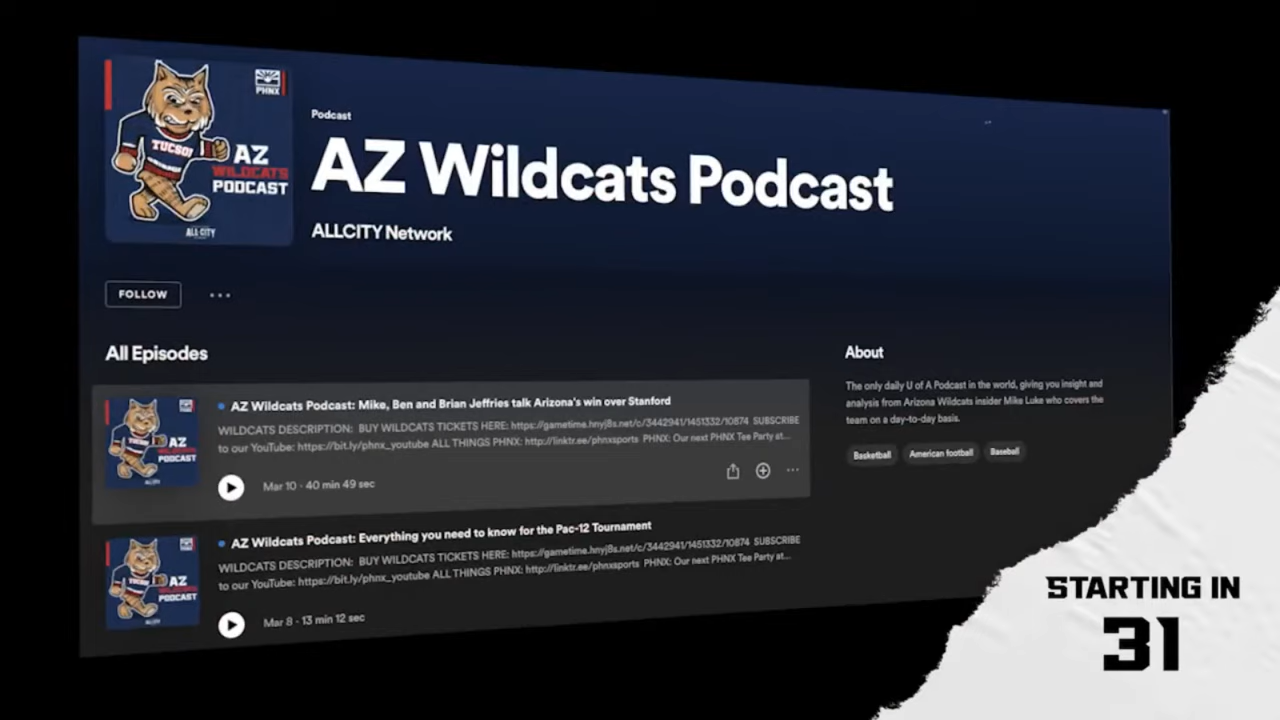 PHNX
TUCSON
AZ
WILDCATS
PODCAST
ALLCITY
Podcast
AZ Wildcats Podcast
ALLCITY Network
FOLLOW
All Episodes
About
The only daily U of A Podcast in the world, giving you insight and
analysis from Arizona Wildcats insider Mike Luke who covers the
team on a day-to-day basis.
Basketball American football Baseball
AZ
WILDCATS
PODCAST
AZ Wildcats Podcast: Mike, Ben and Brian Jeffries talk Arizona's win over Stanford
WILDCATS DESCRIPTION: BUY WILDCATS TICKETS HERE: https://gametime.hnyj8s.net/c/3442941/1451332/10874 SUBSCRIBE
to our YouTube: https://bit.ly/phnx_youtube ALL THINGS PHNX: http://linktr.ee/phnxsports PHNX: Our next PHNX Tee Party at...
Mar 10 · 40 min 49 sec
AZ
WILDCATS
PODCAST
AZ Wildcats Podcast: Everything you need to know for the Pac-12 Tournament
WILDCATS DESCRIPTION: BUY WILDCATS TICKETS HERE: https://gametime.hnyj8s.net/c/3442941/1451332/10874 SUBSCRIBE
to our YouTube: https://bit.ly/phnx_youtube ALL THINGS PHNX: http://linktr.ee/phnxsports PHNX: Our next PHNX Tee Party at...
Mar 8 · 13 min 12 sec
STARTING IN
31